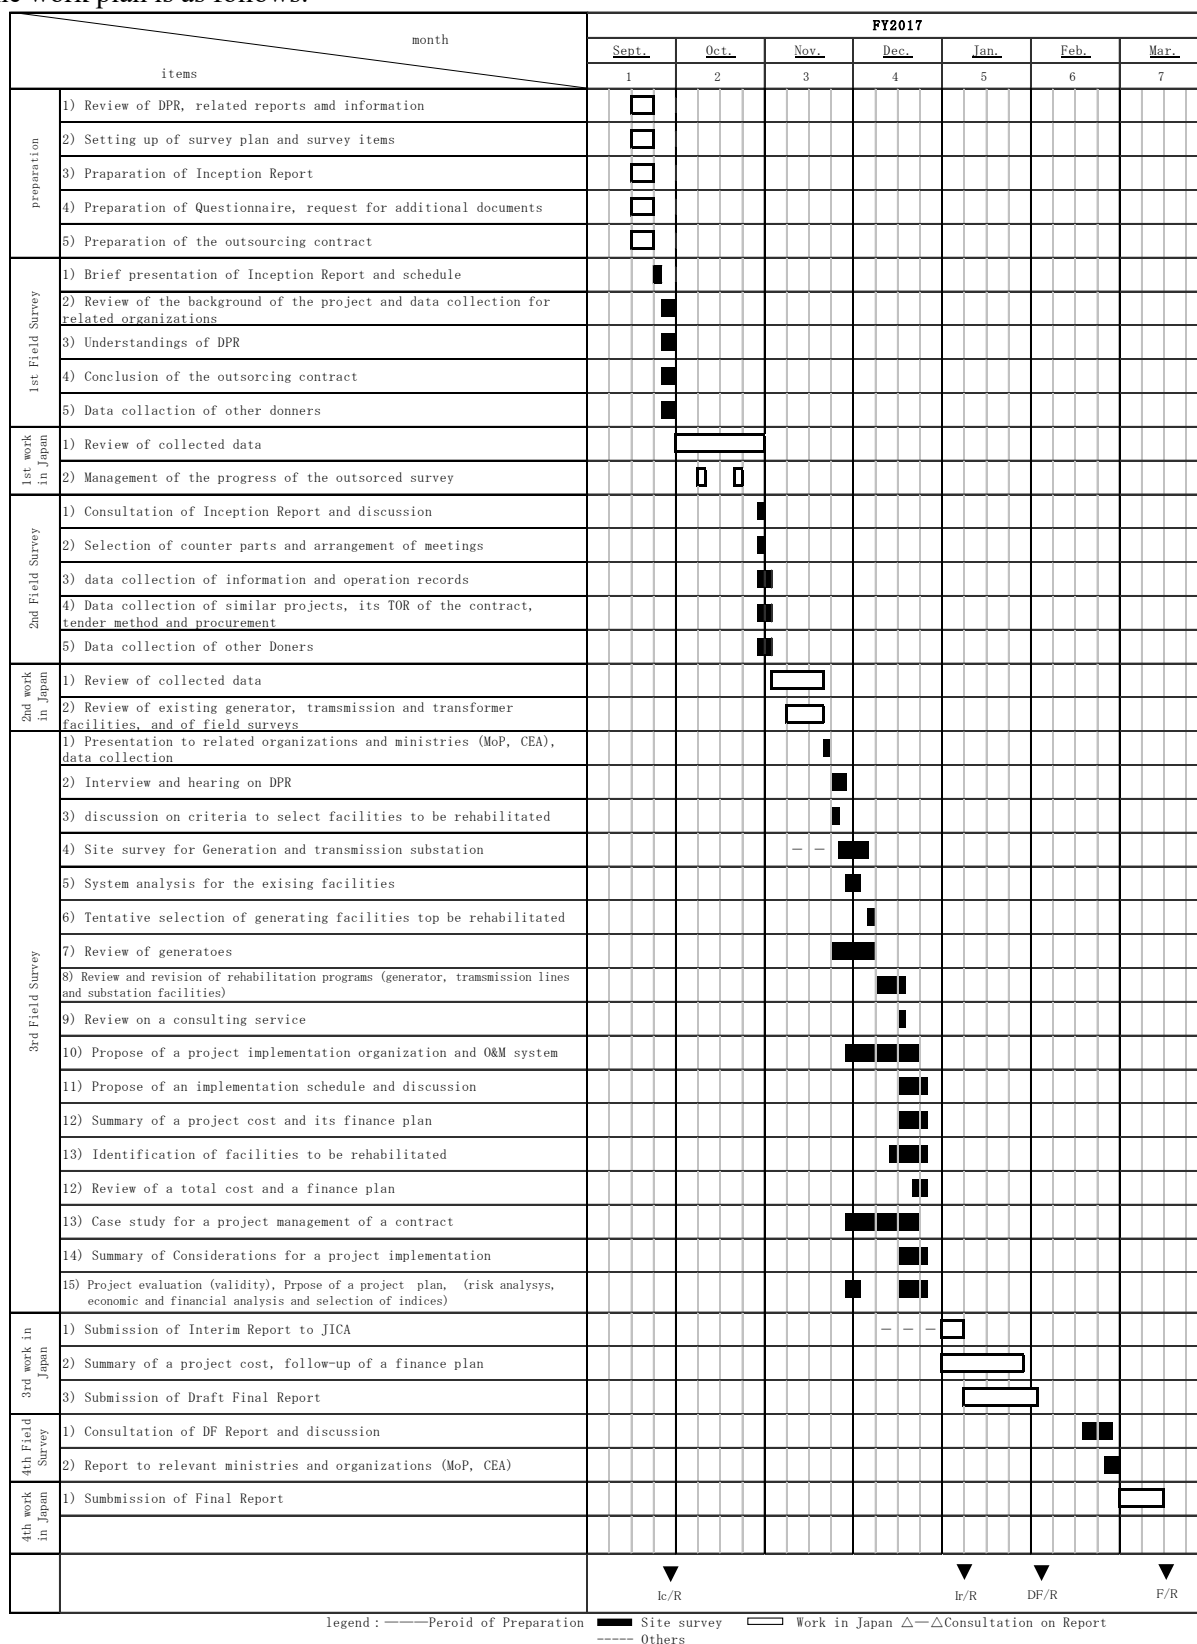 ne work plan is as follows.
FY2017
month
Sept. Oct. Nov. Dec. Jan. Feb. Mar.
items
1 2 3 4 5 6 7
preparation
1) Review of DPR, related reports amd information
2) Setting up of survey plan and survey items
3) Praparation of Inception Report
4) Preparation of Questionnaire, request for additional documents
5) Preparation of the outsourcing contract
1st Field Survey
1) Brief presentation of Inception Report and schedule
2) Review of the background of the project and data collection for
related organizations
3) Understandings of DPR
4) Conclusion of the outsorcing contract
5) Data collaction of other donners
1st work
in Japan
1) Review of collected data
2) Management of the progress of the outsorced survey
2nd Field Survey
1) Consultation of Inception Report and discussion
2) Selection of counter parts and arrangement of meetings
3) data collection of information and operation records
4) Data collection of similar projects, its TOR of the contract,
tender method and procurement
5) Data collection of other Doners
2nd work
in Japan
1) Review of collected data
2) Review of existing generator, tramsmission and transformer
facilities, and of field surveys
3rd Field Survey
1) Presentation to related organizations and ministries (MoP, CEA),
data collection
2) Interview and hearing on DPR
3) discussion on criteria to select facilities to be rehabilitated
4) Site survey for Generation and transmission substation
5) System analysis for the exising facilities
6) Tentative selection of generating facilities top be rehabilitated
7) Review of generatoes
8) Review and revision of rehabilitation programs (generator, tramsmission lines
and substation facilities)
9) Review on a consulting service
10) Propose of a project implementation organization and O&M system
11) Propose of an implementation schedule and discussion
12) Summary of a project cost and its finance plan
13) Identification of facilities to be rehabilitated
12) Review of a total cost and a finance plan
13) Case study for a project management of a contract
14) Summary of Considerations for a project implementation
15) Project evaluation (validity), Prpose of a project plan, (risk analysys,
economic and financial analysis and selection of indices)
3rd work in
Japan
1) Submission of Interim Report to JICA
2) Summary of a project cost, follow-up of a finance plan
3) Submission of Draft Final Report
4th Field
Survey
1) Consultation of DF Report and discussion
2) Report to relevant ministries and organizations (MoP, CEA)
4th work
in Japan
1) Sumbmission of Final Report
Ic/R Ir/R DF/R F/R
legend : ———Peroid of Preparation Site survey Work in Japan △—△Consultation on Report
----- Others